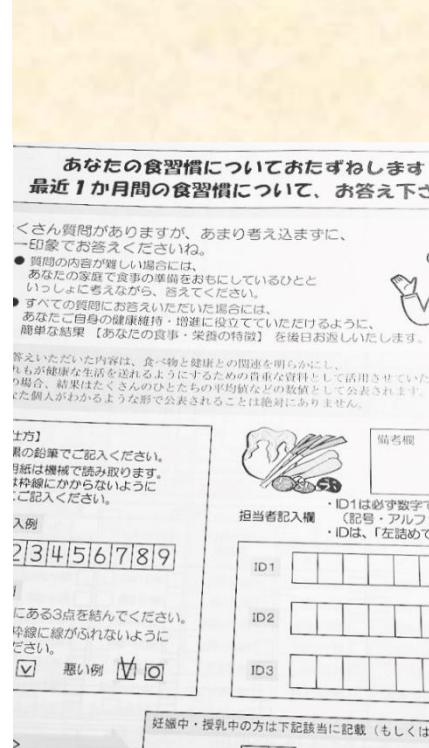 あなたの食習慣についておたずねします
最近1か月間の食習慣について、お答え下さ
くさん質問がありますが、あまり考え込まずに、
一印象でお答えくださいね。
● 質問の内容が難しい場合には、
あなたの家庭で食事の準備をおもにしているひとと
いっしょに考えながら、答えてください。
● すべての質問にお答えいただいた場合には、
あなたご自身の健康維持・増進に役立てていただけるように、
簡単な結果 【あなたの食事・栄養の特徴】 を後日お返しいたします。
答えいただいた内容は、食べ物と健康との関連を明らかにし、
れもが健康な生活を送れるようにするための貴重な資料として活用させていた
の場合、結果はたくさんのひとたちの平均値などの数値として公表されます。
た個人がわかるような形で公表されることは絶対にありません。
仕方】
黒の鉛筆でご記入ください。
用紙は機械で読み取ります。
は枠線にかからないように
にご記入ください。
入例
2 3 4 5 6 7 8 9
にある3点を結んでください。
枠線に線がふれないように
ださい。
悪い例
備考欄
担当者記入欄
・ID1は必ず数字で
（記号・アルファ
・IDは、「左詰めで
ID1
ID2
ID3
妊娠中・授乳中の方は下記該当に記載（もしくは